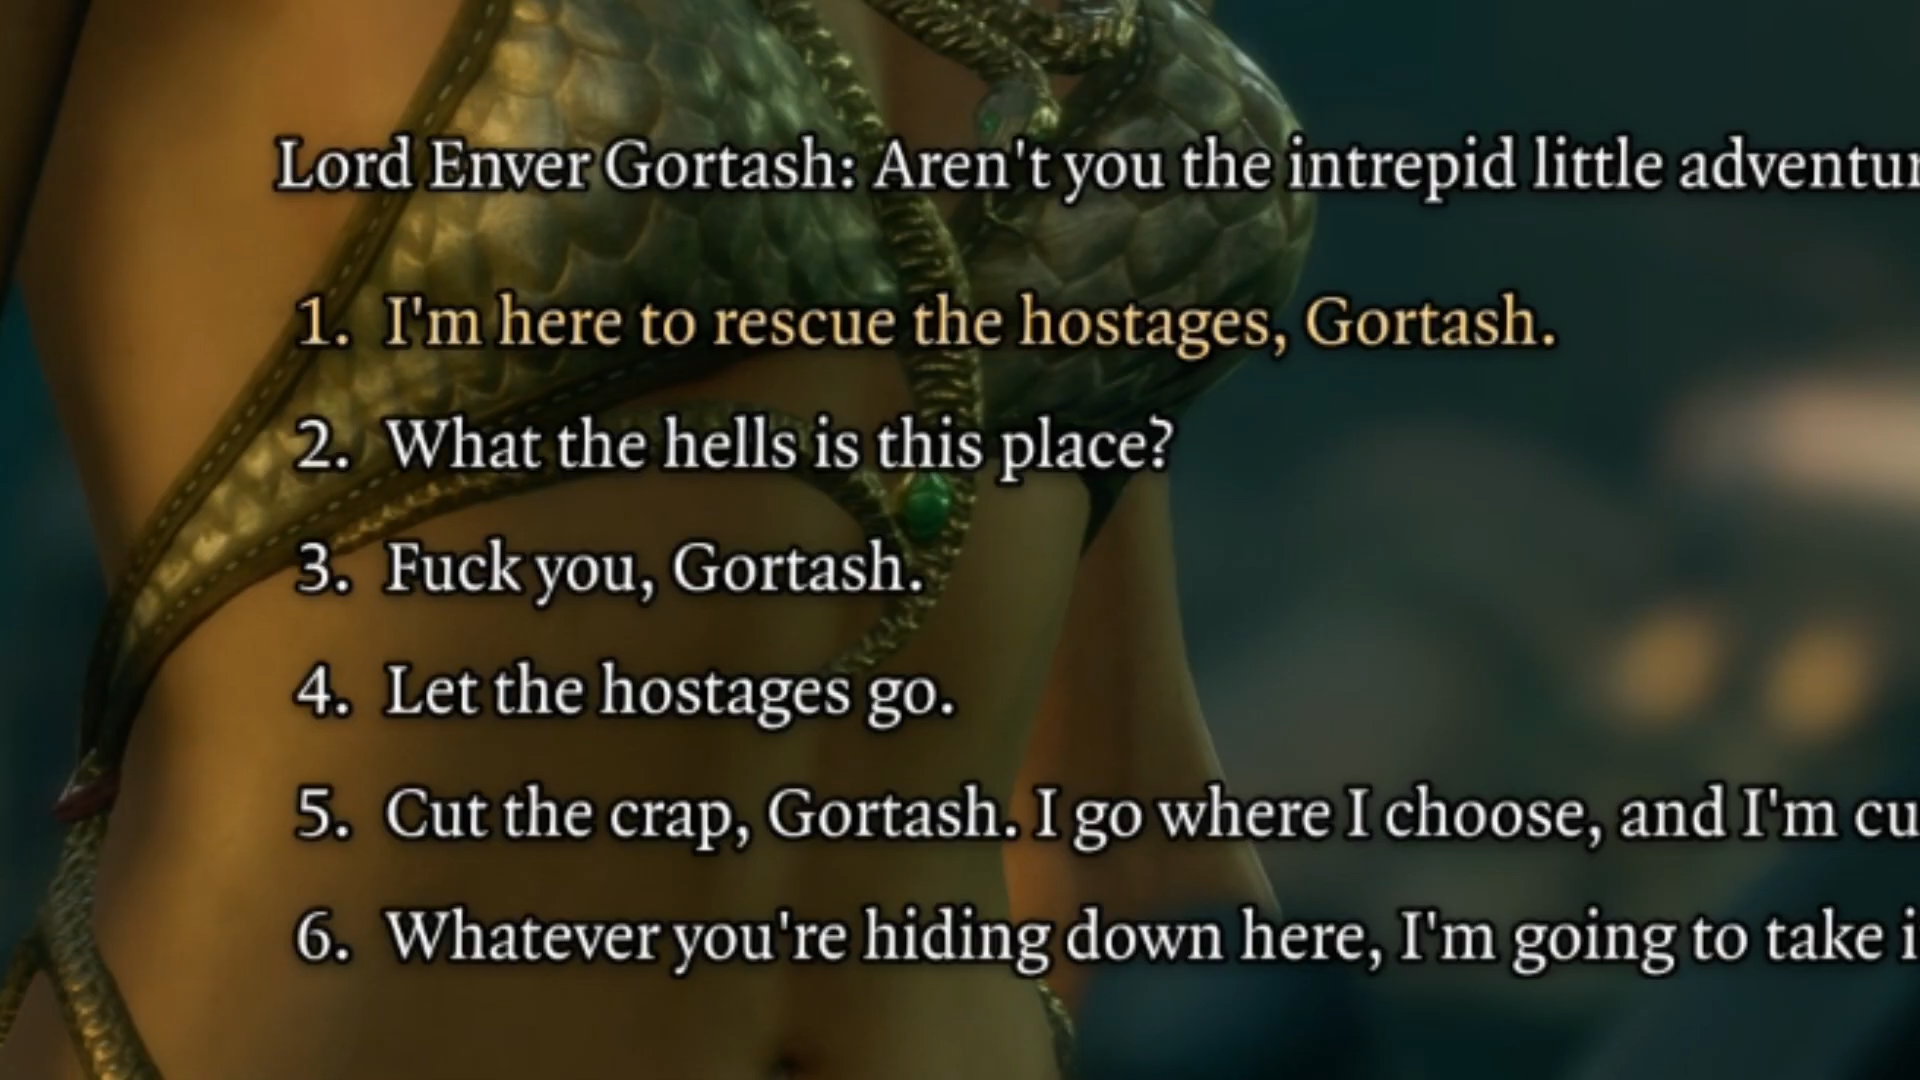 Lord Enver Gortash: Aren't you the intrepid little
1. I'm here to rescue the hostages, Gortash.
2. What the hells is this place?
3. Fuck you, Gortash.
4. Let the hostages go.
5. Cut the crap, Gortash. I go where I choose, and I'm
6. Whatever you're hiding down here, I'm going to take